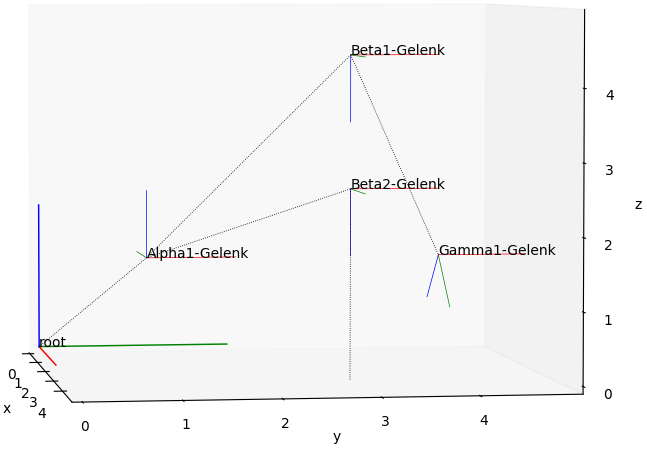 Beta1-Gelenk
4
3
Beta2-Gelenk
z
Alpha1-Gelenk
Gamma1-Gelenk
2
root
1
0
1
2
3
4
x
0
0
1
2
3
4
y